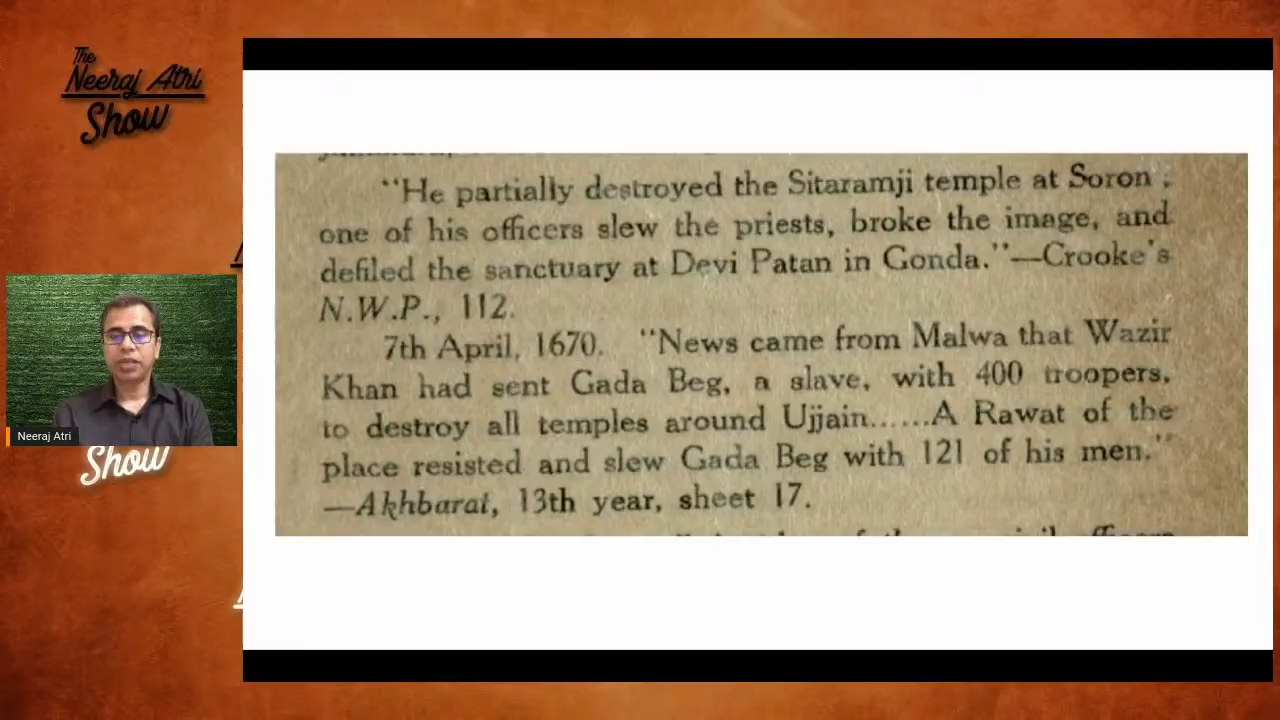 The
Neeraj Atri
Show
"He partially destroyed the Sitaramji temple at Soron ;
one of his officers slew the priests, broke the image, and
defiled the sanctuary at Devi Patan in Gonda."—Crooke's
N.W.P., 112.
7th April, 1670. "News came from Malwa that Wazir
Khan had sent Gada Beg, a slave, with 400 troopers,
to destroy all temples around Ujjain......A Rawat of the
place resisted and slew Gada Beg with 121 of his men."
—Akhbarat, 13th year, sheet 17.
Neeraj Atri
Show